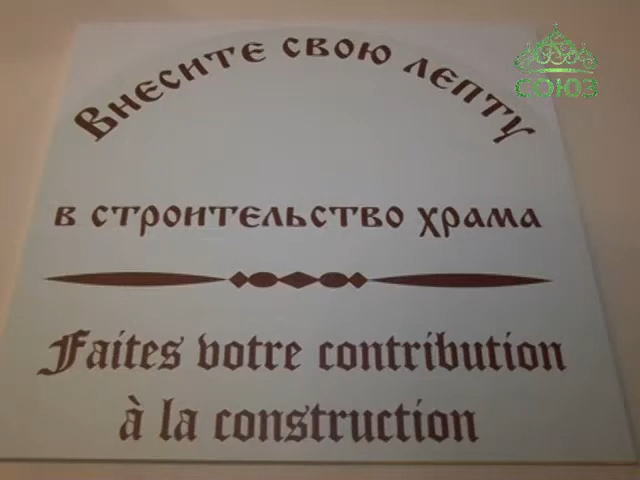 Внесите свою лепту
в строительство храма
Faites votre contribution
à la construction
СОЮЗ